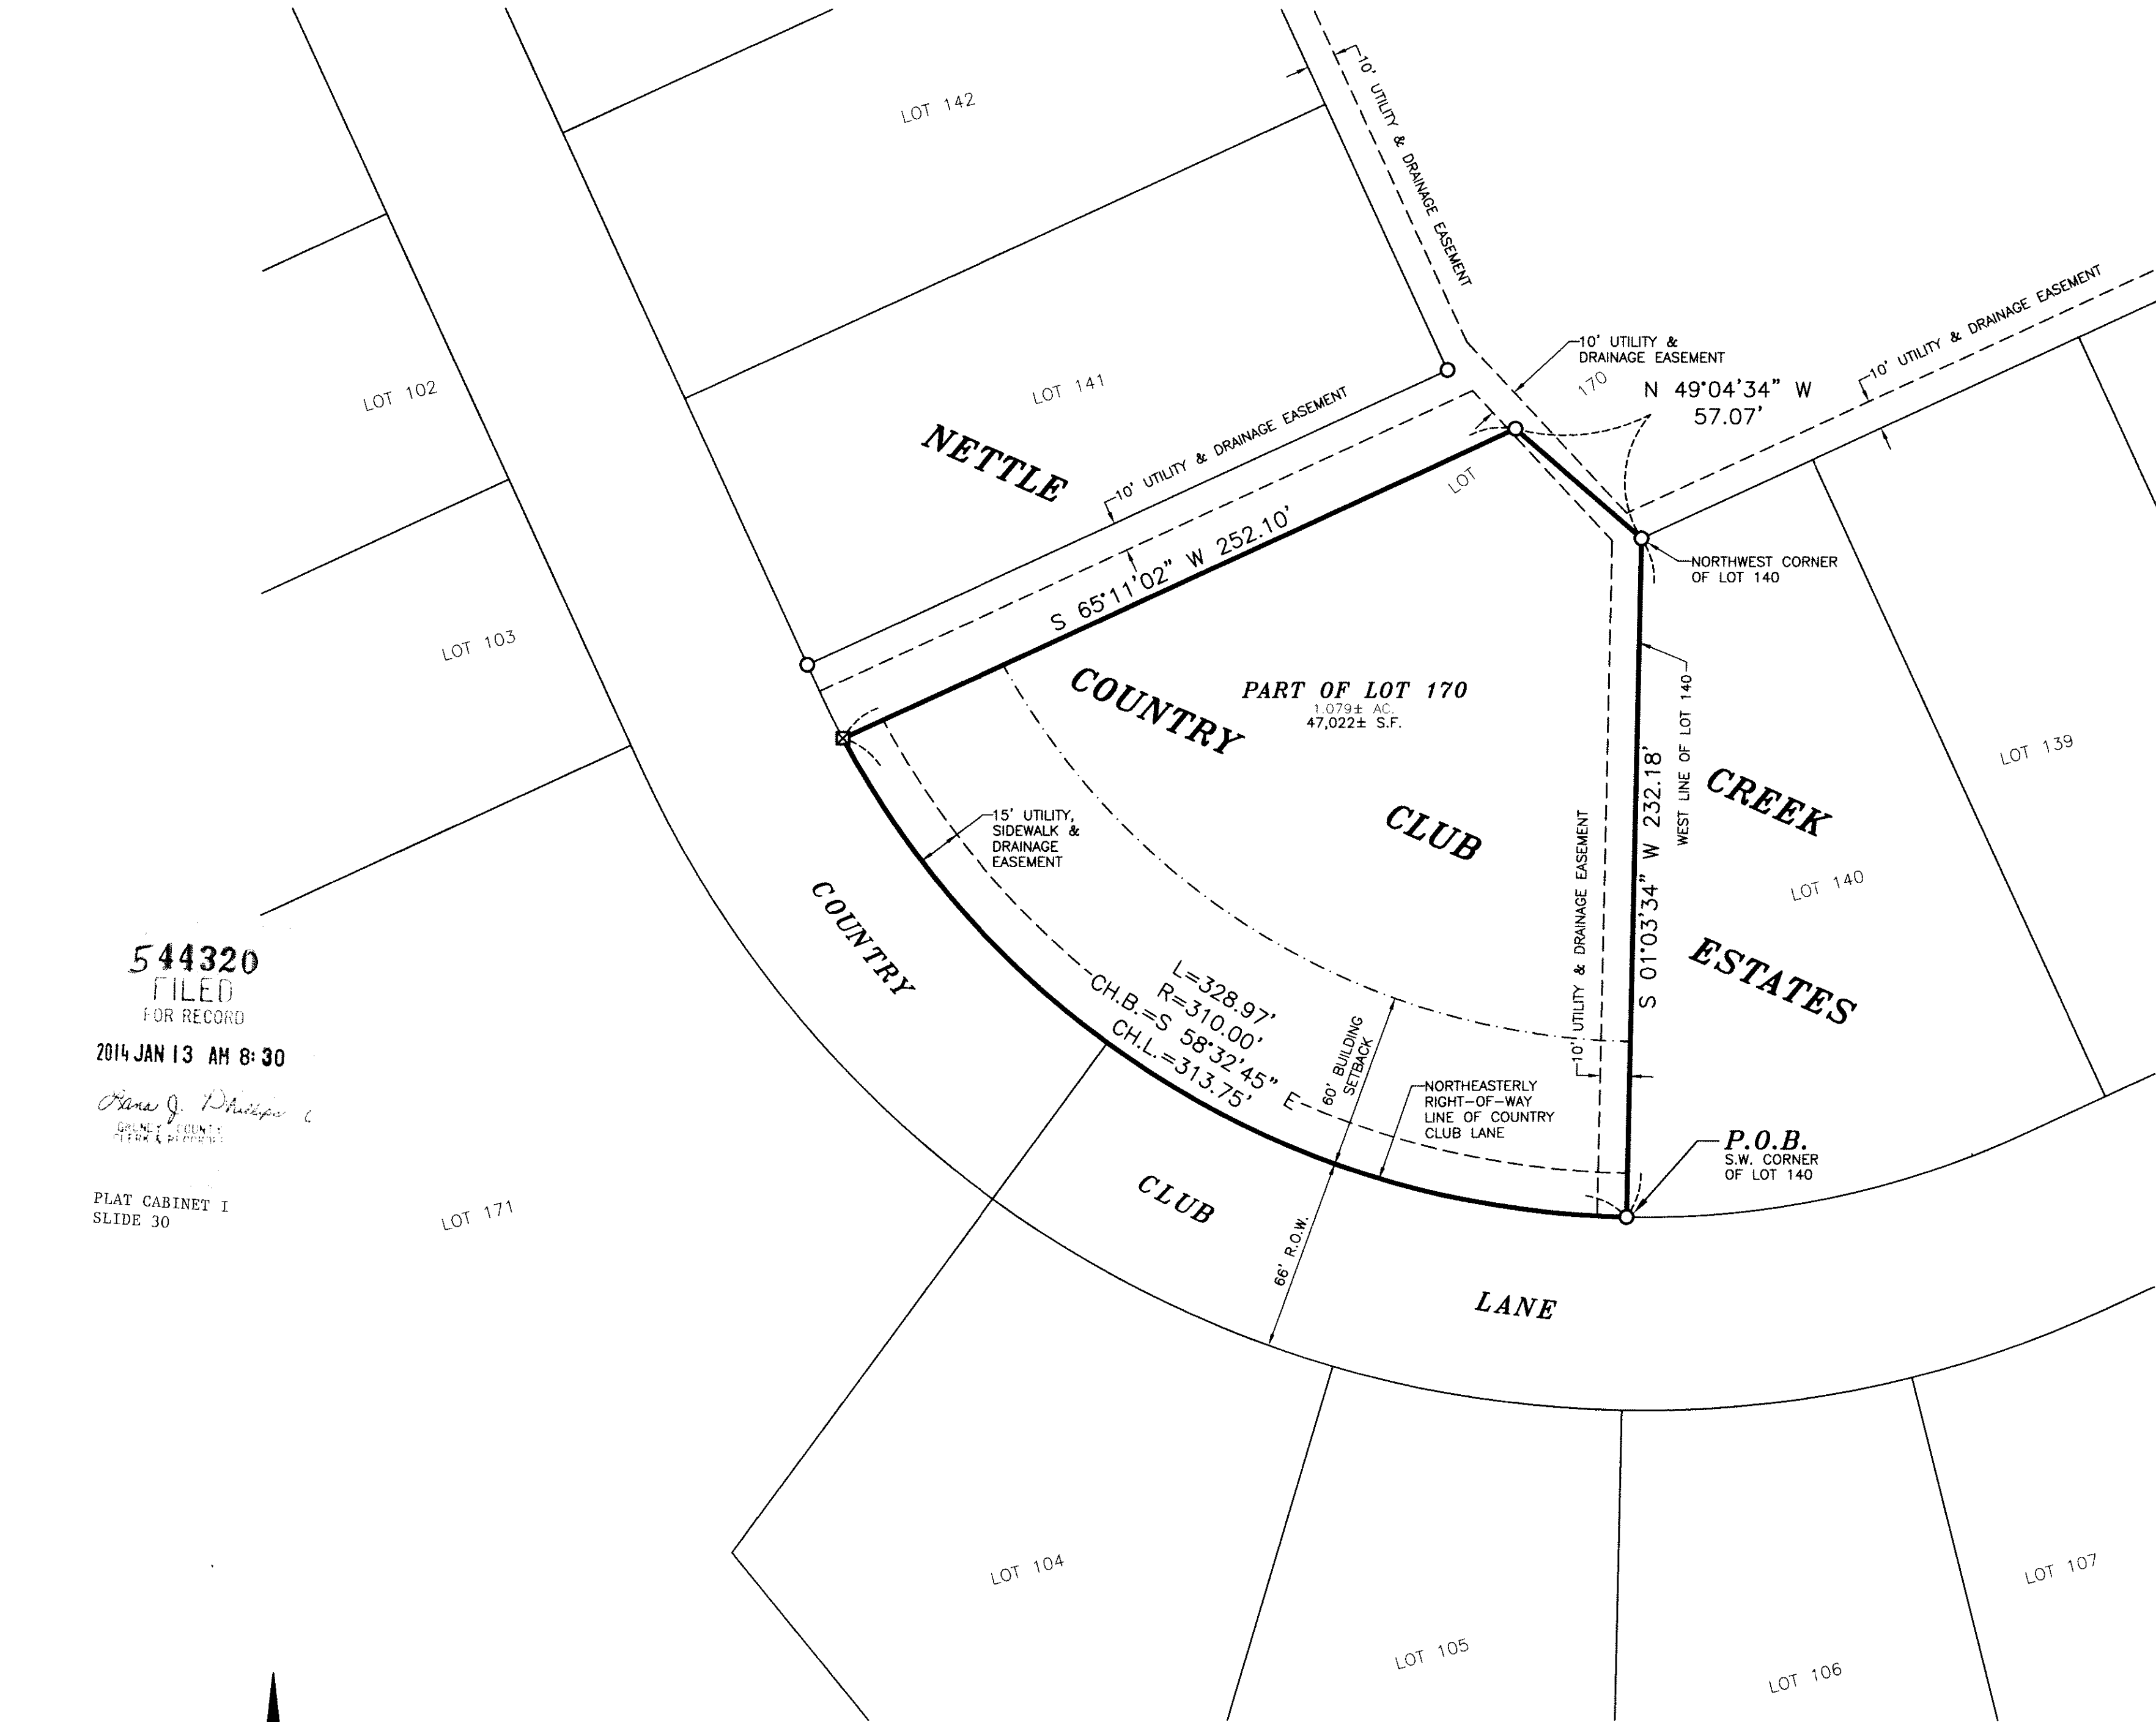 LOT 142
10' UTILITY & DRAINAGE EASEMENT
10' UTILITY & DRAINAGE EASEMENT
LOT 102
LOT 141
10' UTILITY &
DRAINAGE EASEMENT
LOT
170
N 49°04'34" W
57.07'
10' UTILITY & DRAINAGE EASEMENT
NETTLE
CREEK
COUNTRY
CLUB
ESTATES
S 65°11'02" W 252.10'
NORTHWEST CORNER
OF LOT 140
LOT 103
PART OF LOT 170
1.079± AC.
47,022± S.F.
S 01°03'34" W 232.18'
WEST LINE OF LOT 140
LOT 139
LOT 140
10' UTILITY & DRAINAGE EASEMENT
15' UTILITY,
SIDEWALK &
DRAINAGE
EASEMENT
COUNTRY
CLUB
LANE
L=328.97'
R=310.00'
CH.B.=S 58°32'45" E
CH.L.=313.75'
60' BUILDING
SETBACK
NORTHEASTERLY
RIGHT-OF-WAY
LINE OF COUNTRY
CLUB LANE
P.O.B.
S.W. CORNER
OF LOT 140
66' R.O.W.
544320
FILED
FOR RECORD
2014 JAN 13 AM 8:30
Phillips
COUNTY
CLERK & RECORDER
PLAT CABINET I
SLIDE 30
LOT 171
LOT 104
LOT 105
LOT 106
LOT 107